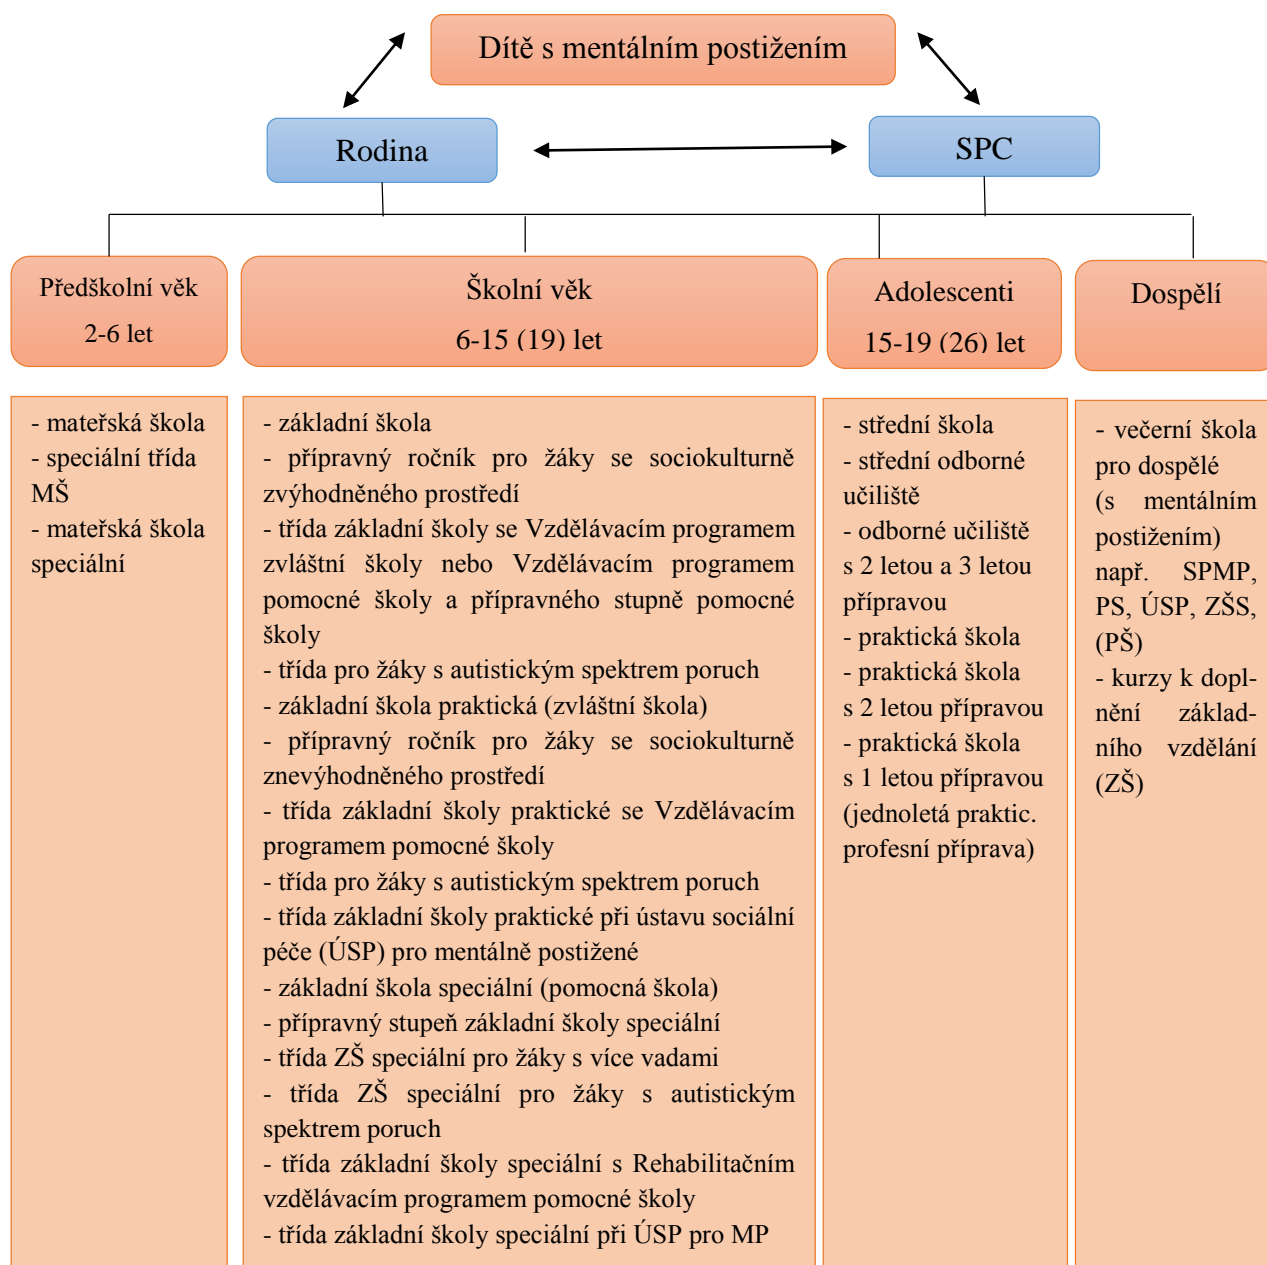 Dítě s mentálním postižením
Rodina
SPC
Předškolní věk
2-6 let
Školní věk
6-15 (19) let
Adolescenti
15-19 (26) let
Dospělí
- mateřská škola
- speciální třída
MŠ
- mateřská škola
speciální
- základní škola
- přípravný ročník pro žáky se sociokulturně
zvýhodněného prostředí
- třída základní školy se Vzdělávacím programem
zvláštní školy nebo Vzdělávacím programem
pomocné školy a přípravného stupně pomocné
školy
- třída pro žáky s autistickým spektrem poruch
- základní škola praktická (zvláštní škola)
- přípravný ročník pro žáky se sociokulturně
znevýhodněného prostředí
- třída základní školy praktické se Vzdělávacím
programem pomocné školy
- třída pro žáky s autistickým spektrem poruch
- třída základní školy praktické při ústavu sociální
péče (ÚSP) pro mentálně postižené
- základní škola speciální (pomocná škola)
- přípravný stupeň základní školy speciální
- třída ZŠ speciální pro žáky s více vadami
- třída ZŠ speciální pro žáky s autistickým
spektrem poruch
- třída základní školy speciální s Rehabilitačním
vzdělávacím programem pomocné školy
- třída základní školy speciální při ÚSP pro MP
- střední škola
- střední odborné
učiliště
- odborné učiliště
s 2 letou a 3 letou
přípravou
- praktická škola
- praktická škola
s 2 letou přípravou
- praktická škola
s 1 letou přípravou
(jednoletá praktic.
profesní příprava)
- večerní škola
pro dospělé
(s mentálním
postižením)
např. SPMP,
PS, ÚSP, ZŠS,
(PŠ)
- kurzy k dopl-
nění základ-
ního vzdělání
(ZŠ)